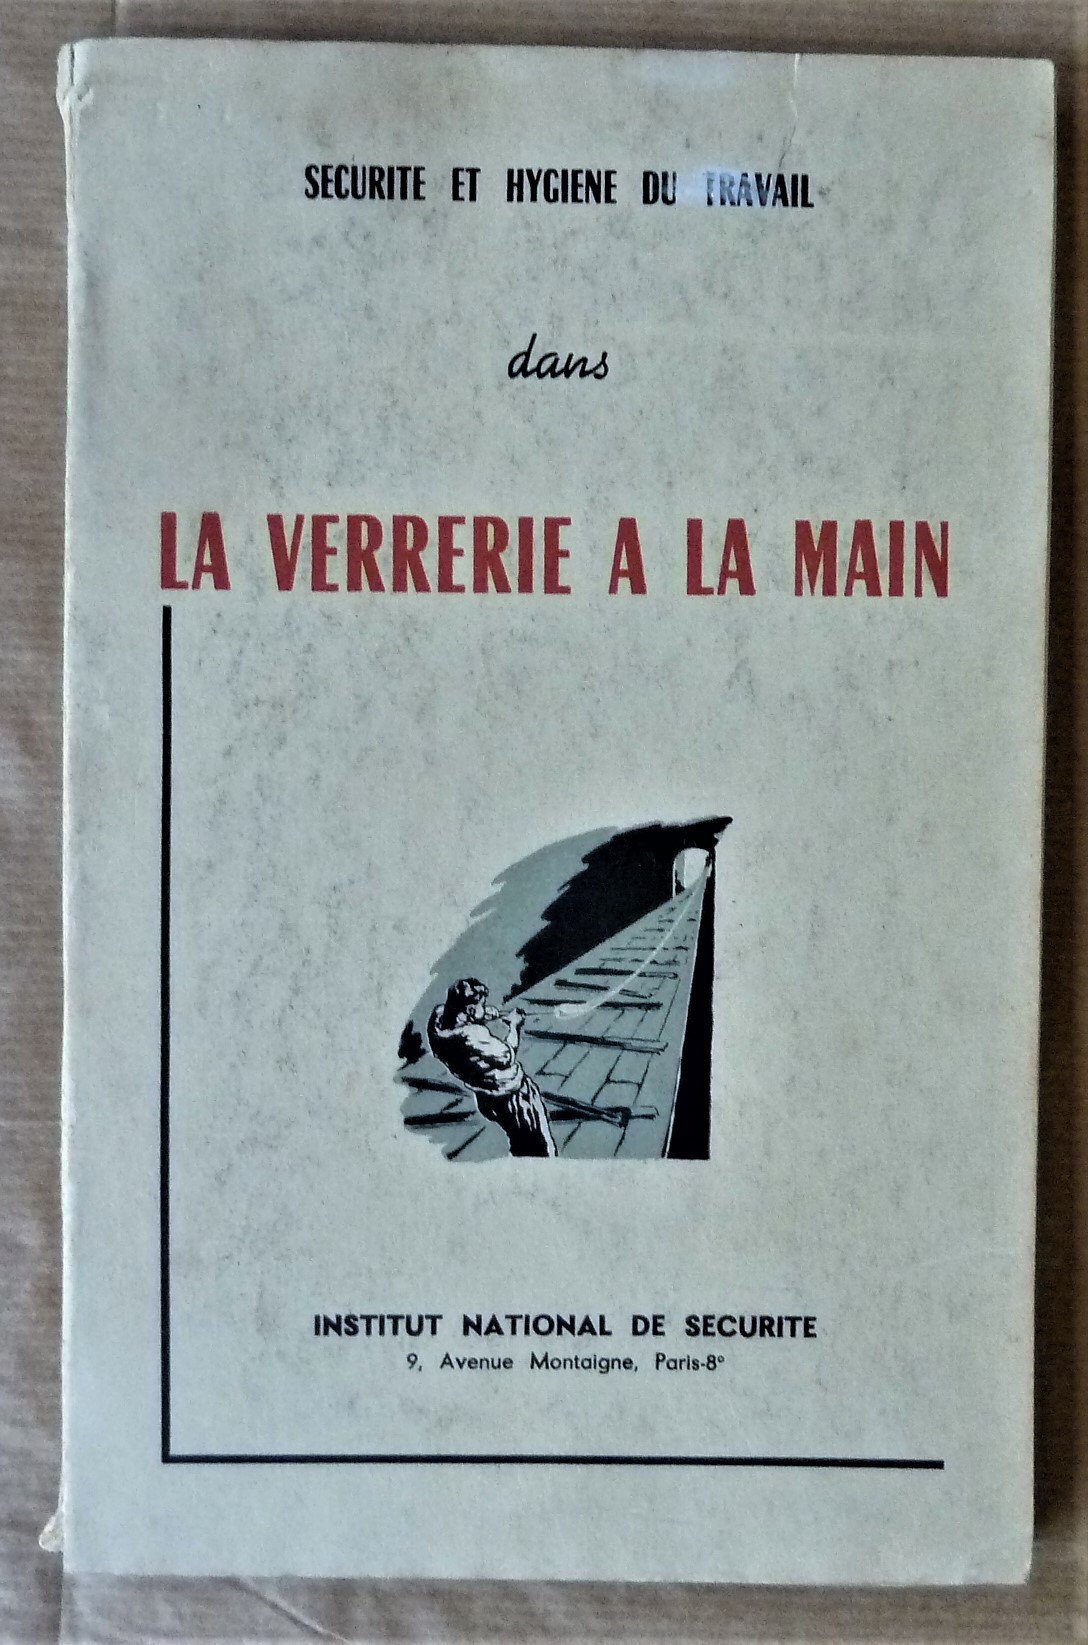 SECURITE ET HYGIENE DU TRAVAIL
dans
LA VERRERIE A LA MAIN
INSTITUT NATIONAL DE SECURITE
9, Avenue Montaigne, Paris-8e